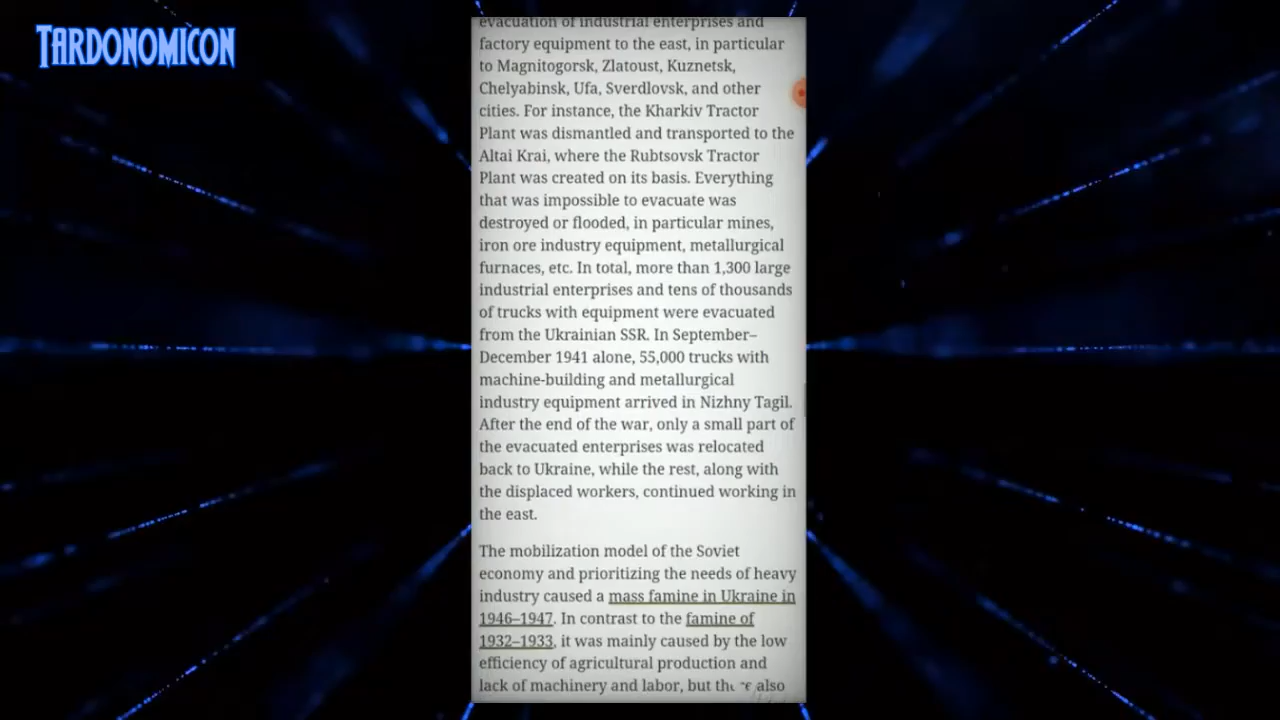 TARDONOMICON
evacuation of industrial enterprises and
factory equipment to the east, in particular
to Magnitogorsk, Zlatoust, Kuznetsk,
Chelyabinsk, Ufa, Sverdlovsk, and other
cities. For instance, the Kharkiv Tractor
Plant was dismantled and transported to the
Altai Krai, where the Rubtsovsk Tractor
Plant was created on its basis. Everything
that was impossible to evacuate was
destroyed or flooded, in particular mines,
iron ore industry equipment, metallurgical
furnaces, etc. In total, more than 1,300 large
industrial enterprises and tens of thousands
of trucks with equipment were evacuated
from the Ukrainian SSR. In September–
December 1941 alone, 55,000 trucks with
machine-building and metallurgical
industry equipment arrived in Nizhny Tagil.
After the end of the war, only a small part of
the evacuated enterprises was relocated
back to Ukraine, while the rest, along with
the displaced workers, continued working in
the east.
The mobilization model of the Soviet
economy and prioritizing the needs of heavy
industry caused a mass famine in Ukraine in
1946–1947. In contrast to the famine of
1932–1933, it was mainly caused by the low
efficiency of agricultural production and
lack of machinery and labor, but also